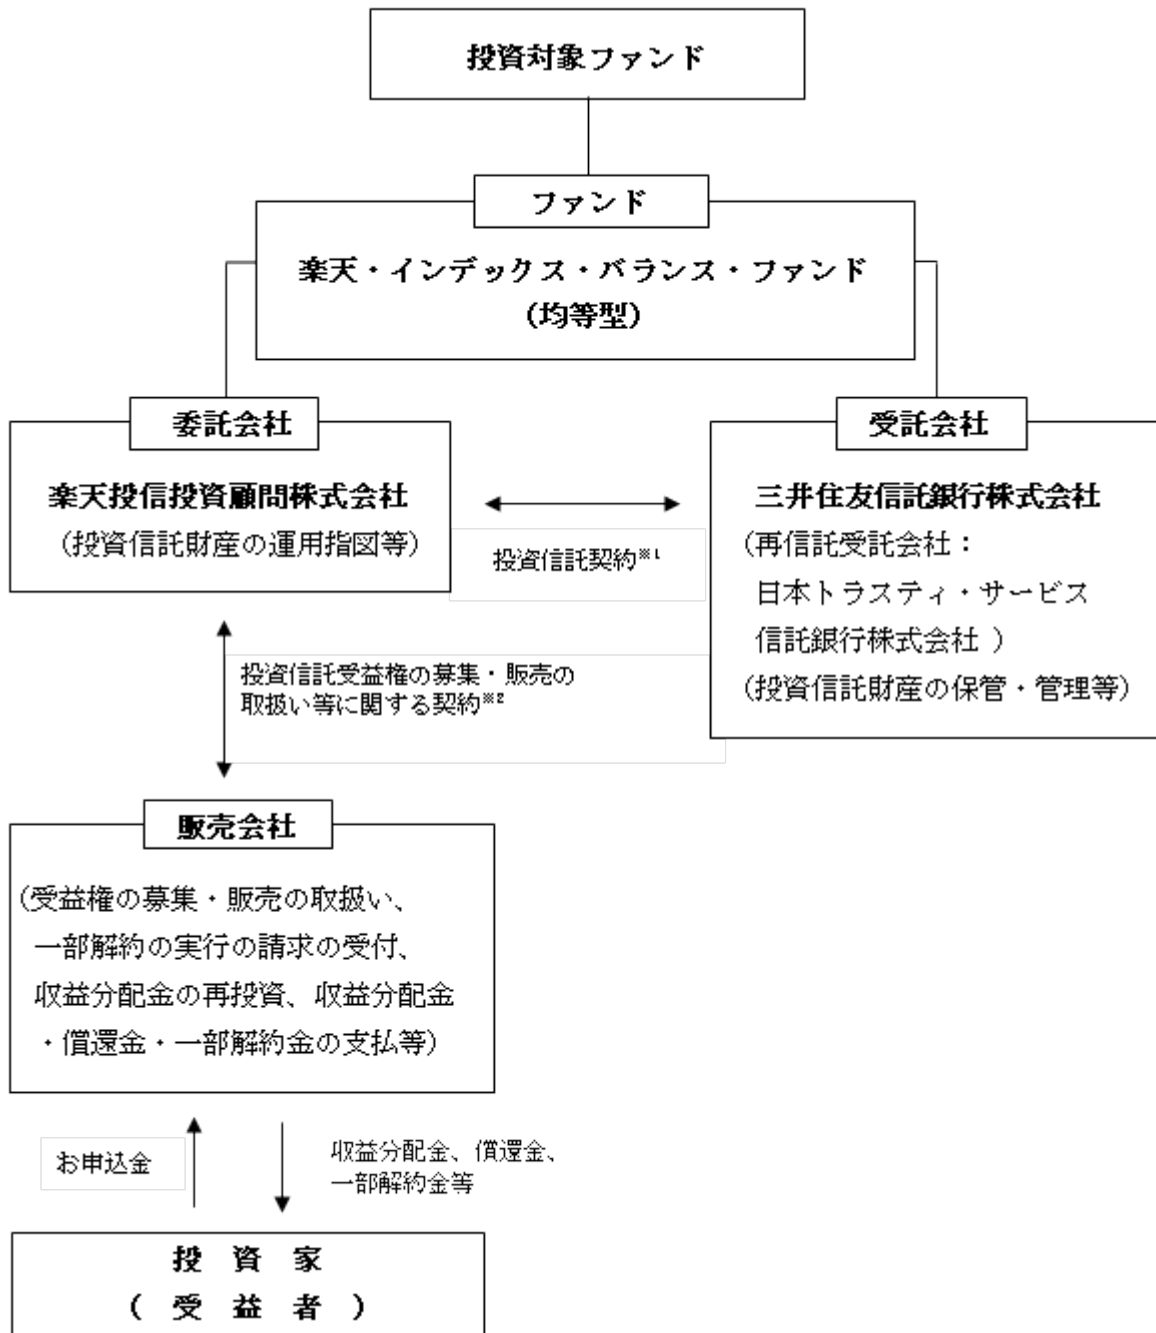 投資対象ファンド
ファンド
楽天・インデックス・バランス・ファンド
(均等型)
委託会社
楽天投信投資顧問株式会社
(投資信託財産の運用指図等)
投資信託契約※1
受託会社
三井住友信託銀行株式会社
(再信託受託会社:
日本トラスティ・サービス
信託銀行株式会社 )
(投資信託財産の保管・管理等)
投資信託受益権の募集・販売の
取扱い等に関する契約※2
販売会社
(受益権の募集・販売の取扱い、
一部解約の実行の請求の受付、
収益分配金の再投資、収益分配金
・償還金・一部解約金の支払等)
お申込金
収益分配金、償還金、
一部解約金等
投 資 家
( 受 益 者 )